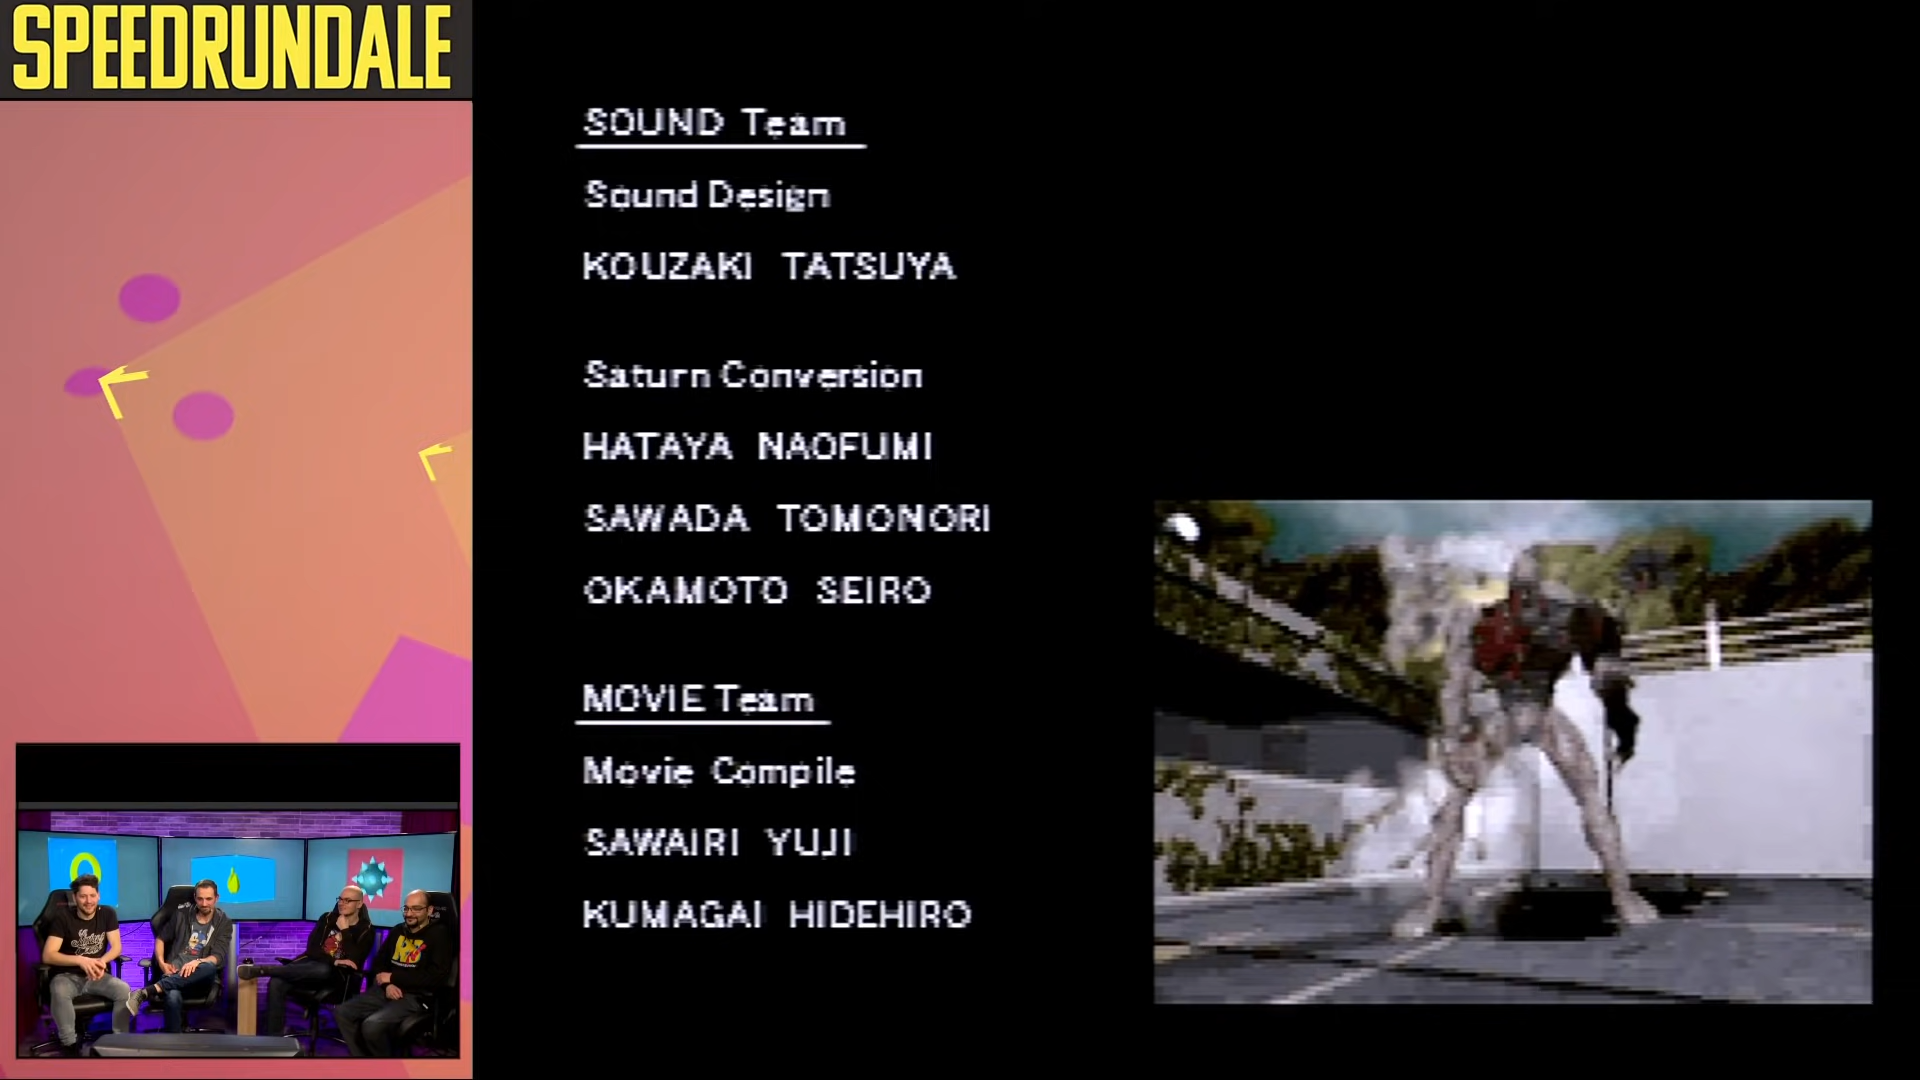 SPEEDRUNDALE
SOUND Team
Sound Design
KOUZAKI TATSUYA
Saturn Conversion
HATAYA NAOFUMI
SAWADA TOMONORI
OKAMOTO SEIRO
MOVIE Team
Movie Compile
SAWAIRI YUJI
KUMAGAI HIDEHIRO